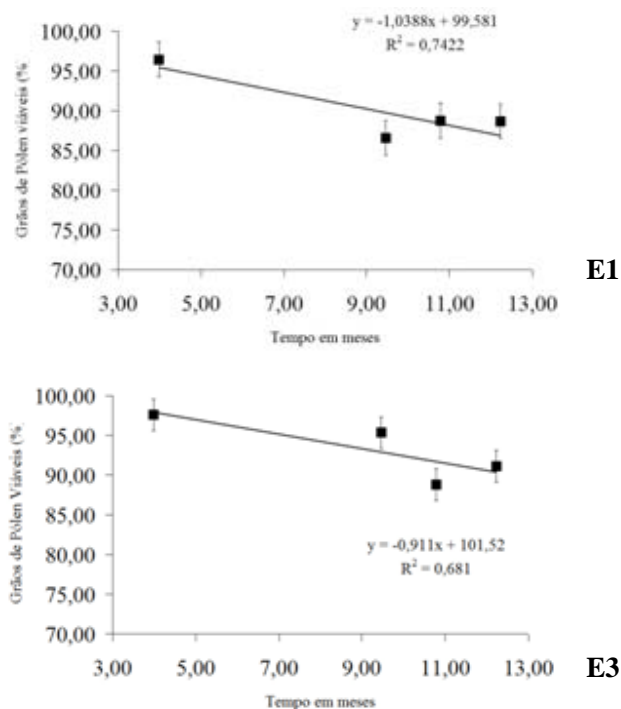 y = -1,0388x + 99,581
R² = 0,7422
Grãos de Pólen viáveis (%
100,00
95,00
90,00
85,00
80,00
75,00
70,00
3,00 5,00 7,00 9,00 11,00 13,00
Tempo em meses
E1
Grãos de Pólen Viáveis (%
100,00
95,00
90,00
85,00
80,00
75,00
70,00
y = -0,911x + 101,52
R² = 0,681
3,00 5,00 7,00 9,00 11,00 13,00
Tempo em meses
E3